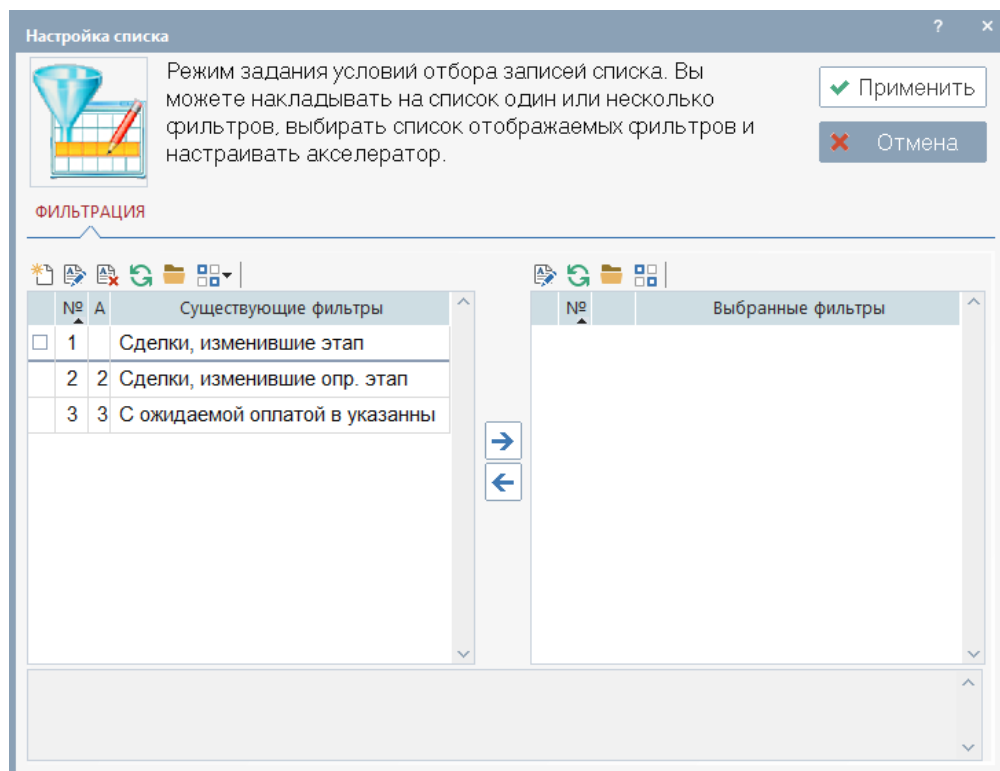 Настройка списка
Режим задания условий отбора записей списка. Вы
можете накладывать на список один или несколько
фильтров, выбирать список отображаемых фильтров и
настраивать акселератор.
Применить
Отмена
ФИЛЬТРАЦИЯ
№ А Существующие фильтры
1 Сделки, изменившие этап
2 2 Сделки, изменившие опр. этап
3 3 С ожидаемой оплатой в указанны
№ Выбранные фильтры